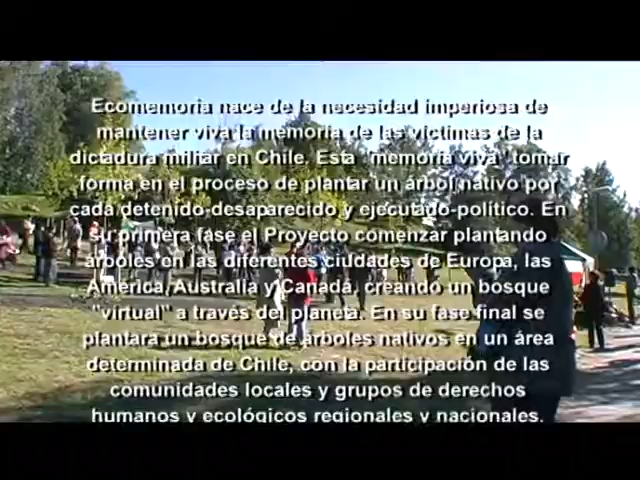 Ecomemoria nace de la necesidad imperiosa de
mantener viva la memoria de las victimas de la
dictadura militar en Chile. Esta "memoria viva" tomar
forma en el proceso de plantar un árbol nativo por
cada detenido-desaparecido y ejecutado-político. En
su primera fase el Proyecto comenzar plantando
árboles en las diferentes ciudades de Europa, las
América, Australia y Canadá, creando un bosque
"virtual" a través del planeta. En su fase final se
plantara un bosque de árboles nativos en un área
determinada de Chile, con la participación de las
comunidades locales y grupos de derechos
humanos y ecológicos regionales y nacionales.